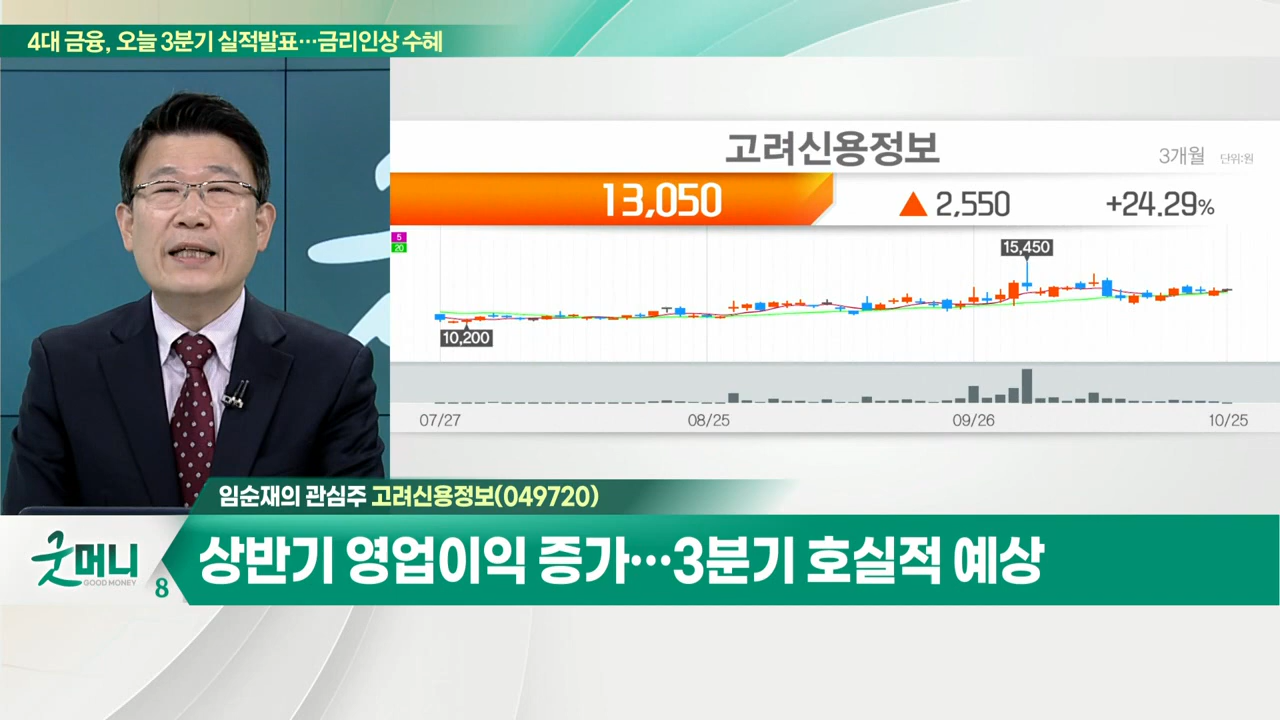 4대 금융, 오늘 3분기 실적발표…금리인상 수혜
고려신용정보
3개월 단위:원
13,050 ▲ 2,550 +24.29%
5
20
15,450
10,200
07/27 08/25 09/26 10/25
임순재의 관심주 고려신용정보(049720)
굿머니
GOOD MONEY
8
상반기 영업이익 증가…3분기 호실적 예상